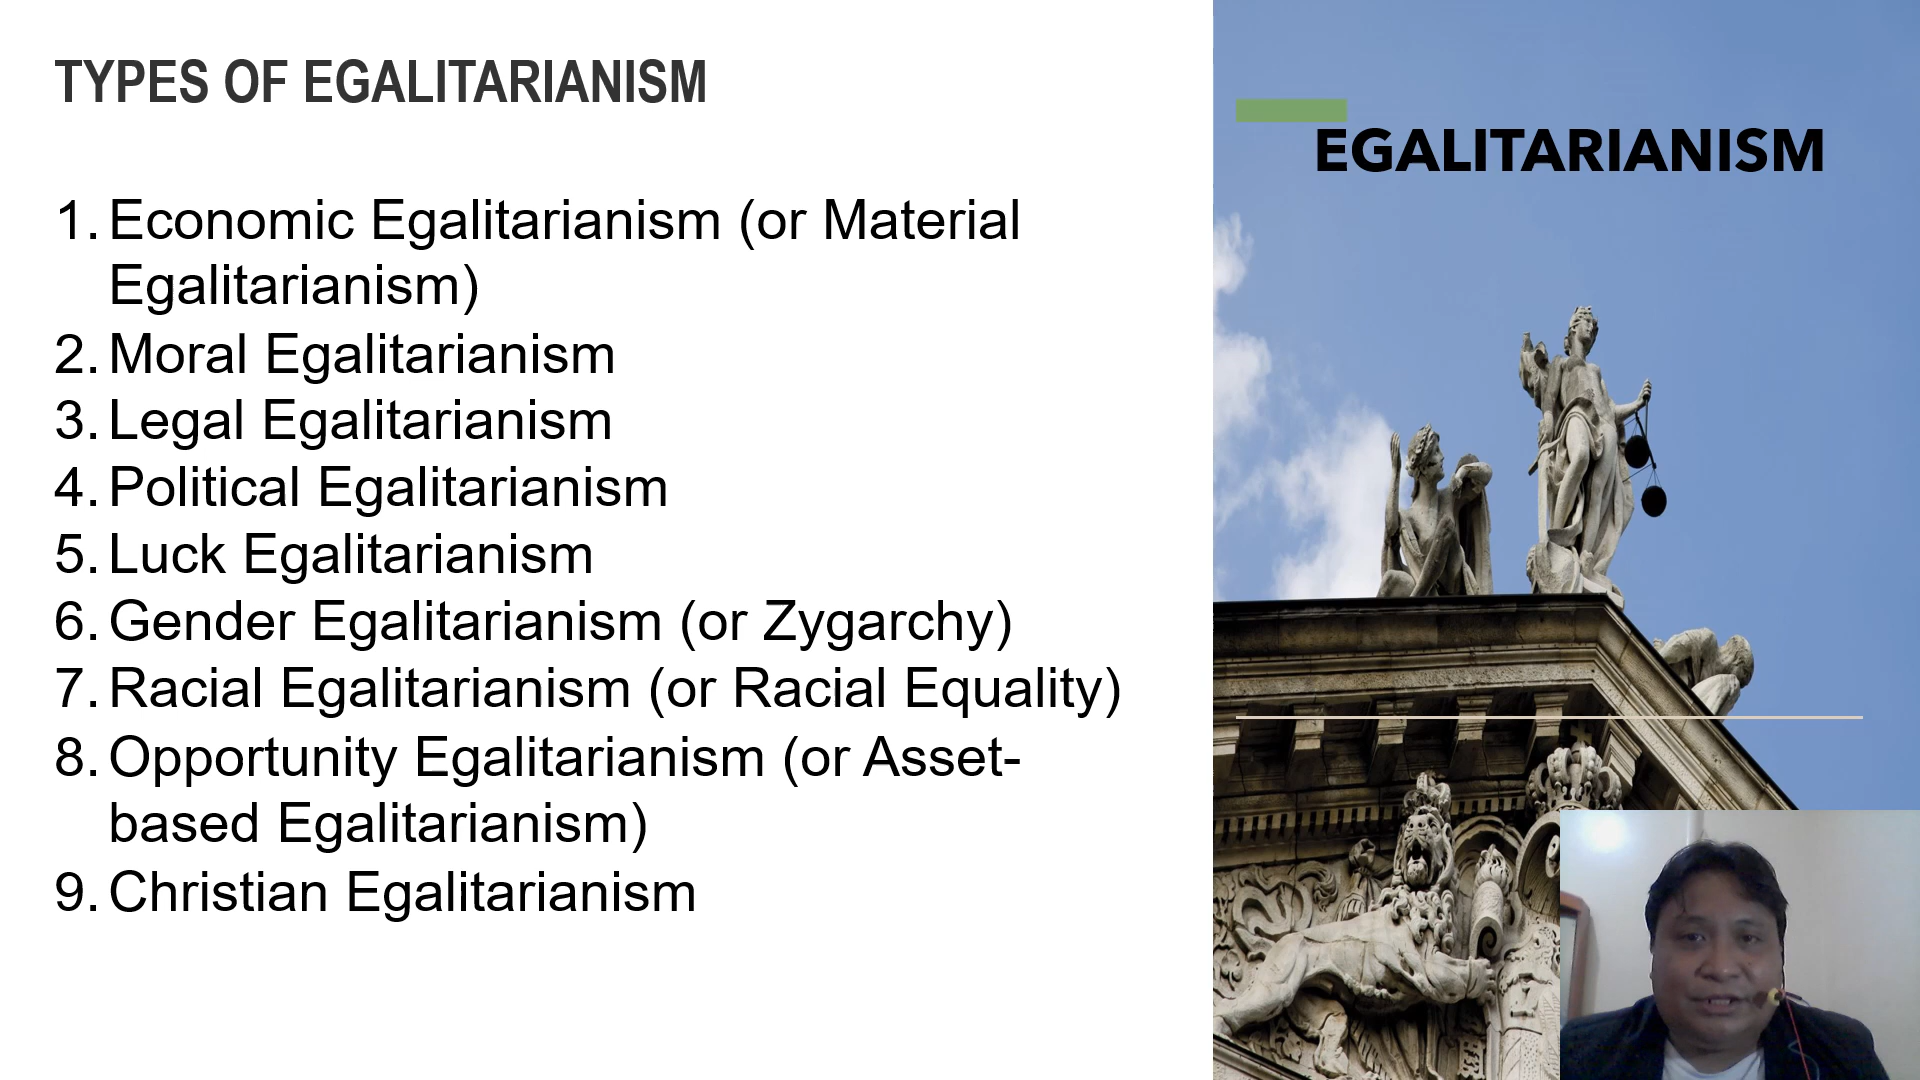 TYPES OF EGALITARIANISM
1. Economic Egalitarianism (or Material
Egalitarianism)
2. Moral Egalitarianism
3. Legal Egalitarianism
4. Political Egalitarianism
5. Luck Egalitarianism
6. Gender Egalitarianism (or Zygarchy)
7. Racial Egalitarianism (or Racial Equality)
8. Opportunity Egalitarianism (or Asset-
based Egalitarianism)
9. Christian Egalitarianism
EGALITARIANISM